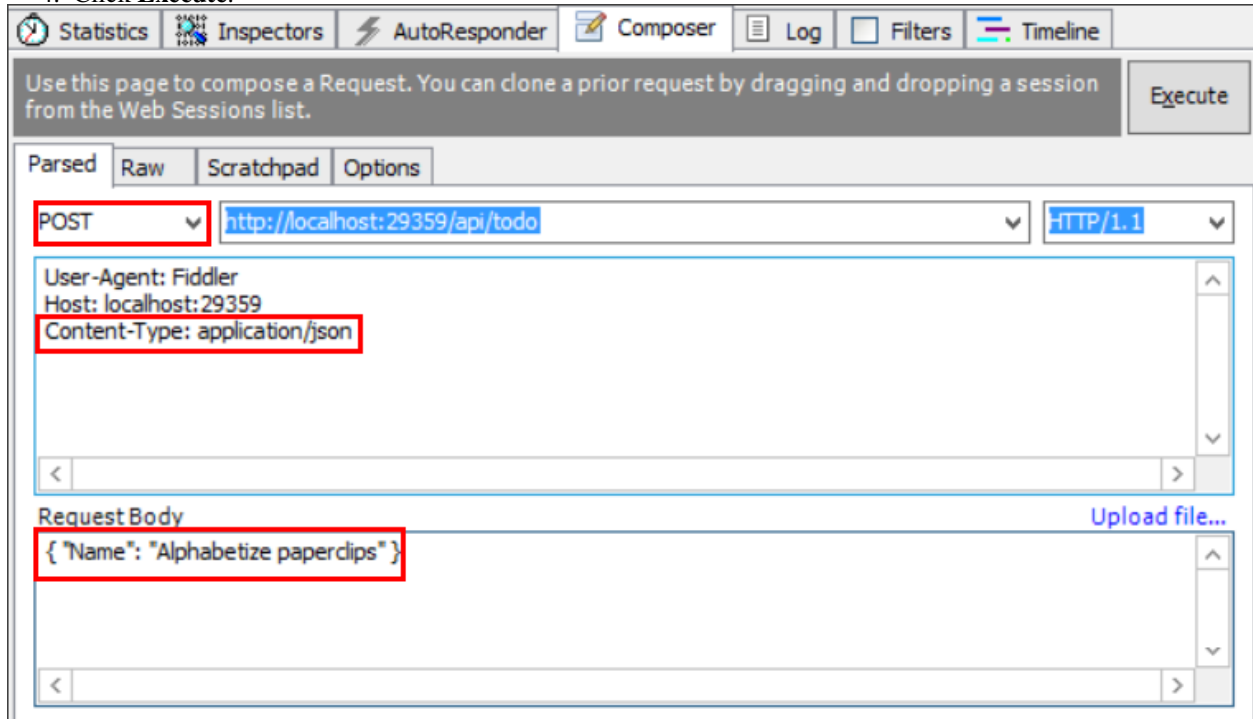 4. Click Execute.
Statistics Inspectors AutoResponder Composer Log Filters Timeline
Use this page to compose a Request. You can clone a prior request by dragging and dropping a session
from the Web Sessions list.
Execute
Parsed Raw Scratchpad Options
POST http://localhost:29359/api/todo HTTP/1.1
User-Agent: Fiddler
Host: localhost:29359
Content-Type: application/json
Request Body Upload file...
{ "Name": "Alphabetize paperclips" }